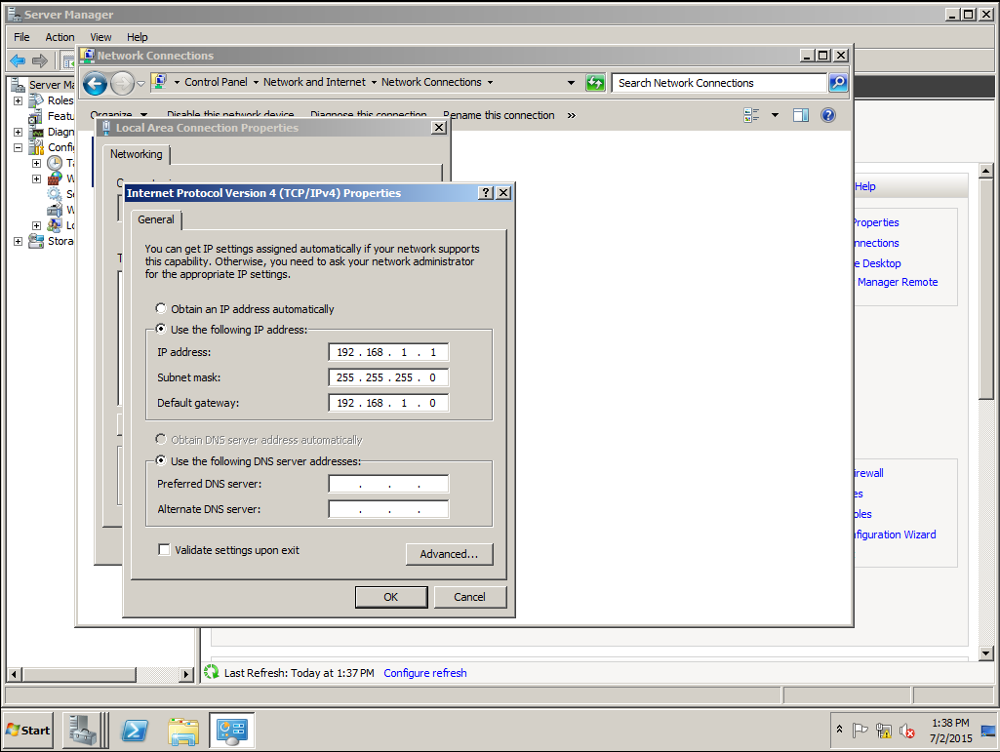 Server Manager
File Action View Help
Network Connections
Control Panel Network and Internet Network Connections
Search Network Connections
Organize Disable this network device Diagnose this connection Rename this connection »
Server Ma
Roles
Featu
Diagn
Confi
Ta
W
Se
W
Lo
Stora
Local Area Connection Properties
Networking
Internet Protocol Version 4 (TCP/IPv4) Properties
General
You can get IP settings assigned automatically if your network supports
this capability. Otherwise, you need to ask your network administrator
for the appropriate IP settings.
Obtain an IP address automatically
Use the following IP address:
IP address: 192 . 168 . 1 . 1
Subnet mask: 255 . 255 . 255 . 0
Default gateway: 192 . 168 . 1 . 0
Obtain DNS server address automatically
Use the following DNS server addresses:
Preferred DNS server: . . .
Alternate DNS server: . . .
Validate settings upon exit
Advanced...
OK Cancel
Help
Properties
nnections
e Desktop
Manager Remote
irewall
es
oles
figuration Wizard
Last Refresh: Today at 1:37 PM Configure refresh
Start
1:38 PM
7/2/2015